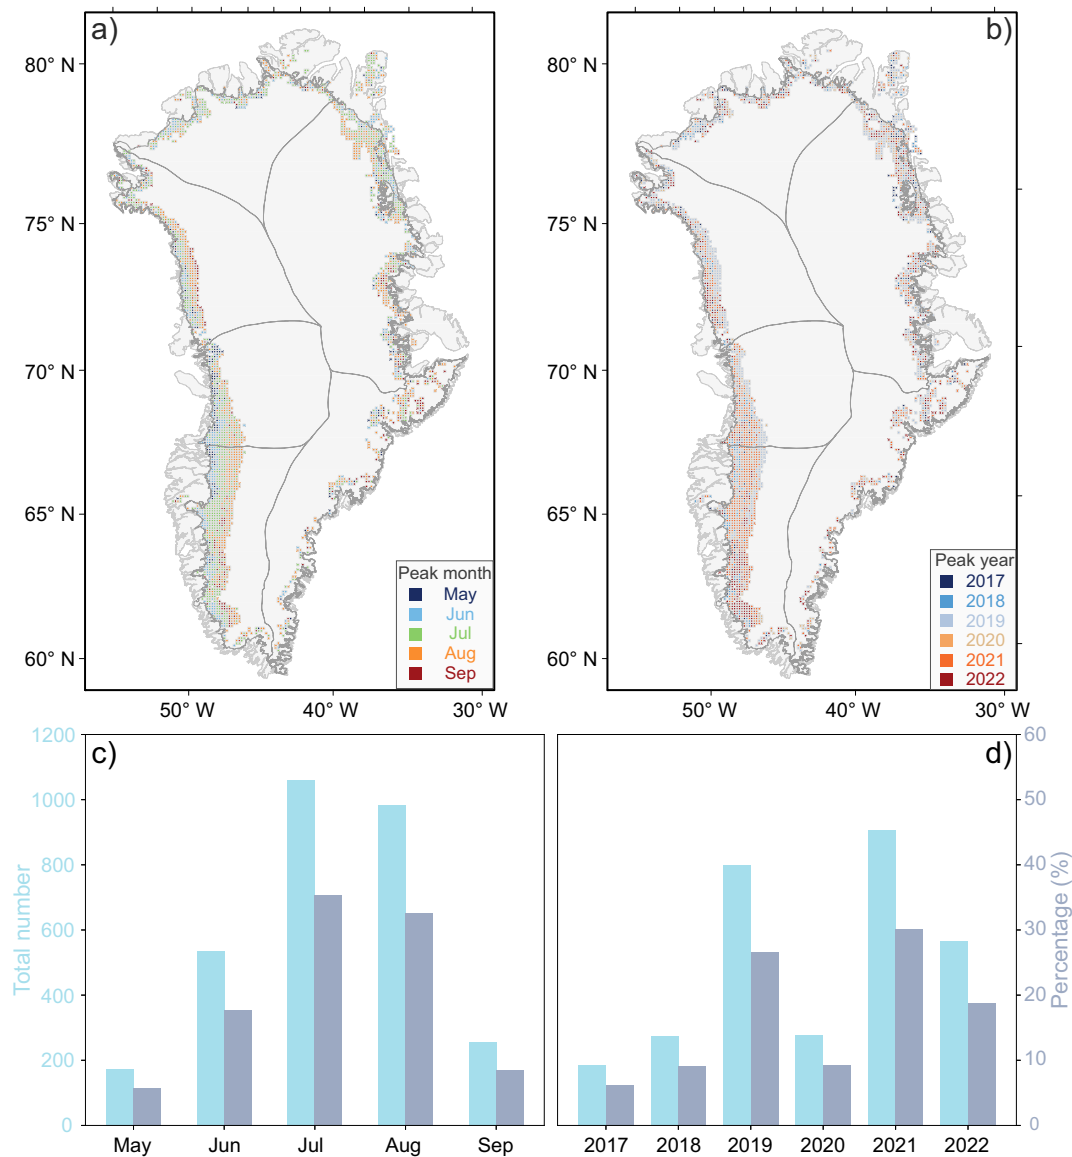 a)
80° N
75° N
70° N
65° N
60° N
50° W
40° W
30° W
Peak month
May
Jun
Jul
Aug
Sep
b)
80° N
75° N
70° N
65° N
60° N
50° W
40° W
30° W
Peak year
2017
2018
2019
2020
2021
2022
c)
Total number
1200
1000
800
600
400
200
0
May
Jun
Jul
Aug
Sep
d)
60
50
40
30
20
10
0
Percentage (%)
2017
2018
2019
2020
2021
2022